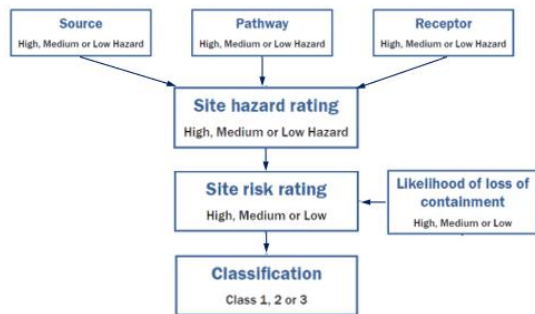 Source
High, Medium or Low Hazard
Pathway
High, Medium or Low Hazard
Receptor
High, Medium or Low Hazard
Site hazard rating
High, Medium or Low Hazard
Site risk rating
High, Medium or Low
Likelihood of loss of
containment
High, Medium or Low
Classification
Class 1, 2 or 3